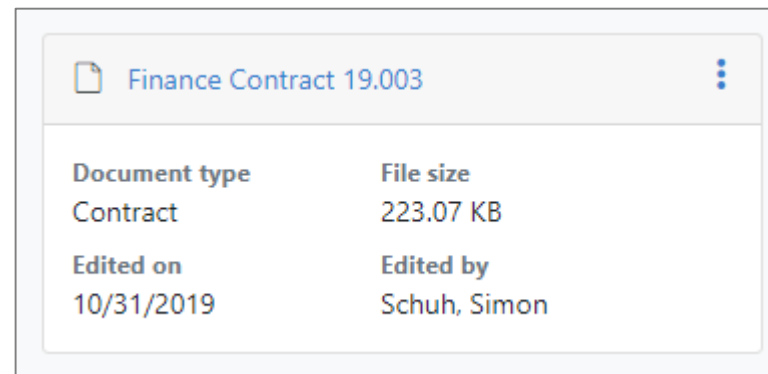 Finance Contract 19.003
Document type File size
Contract 223.07 KB
Edited on Edited by
10/31/2019 Schuh, Simon